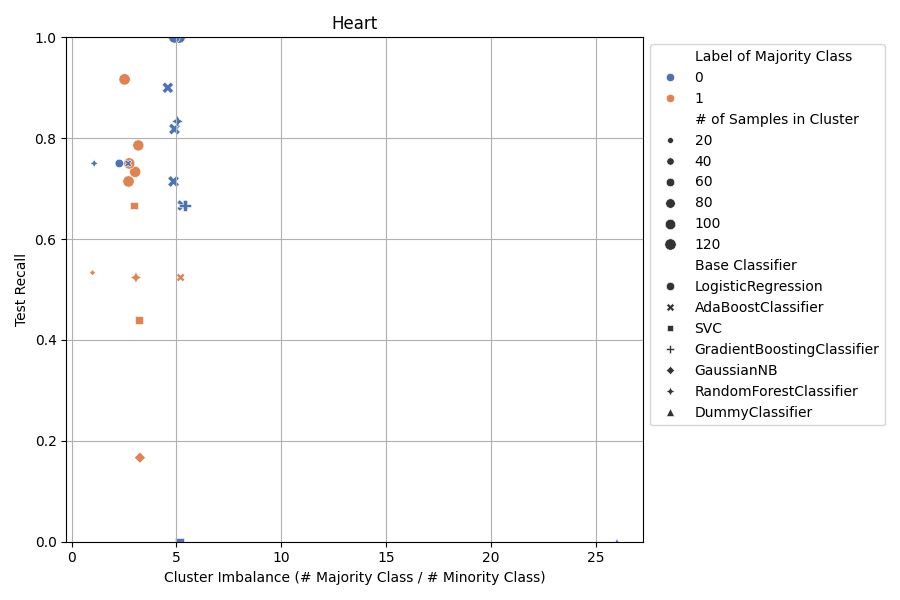 Heart
1.0
0.8
0.6
0.4
0.2
0.0
Test Recall
0
5
10
15
20
25
Cluster Imbalance (# Majority Class / # Minority Class)
Label of Majority Class
0
1
# of Samples in Cluster
20
40
60
80
100
120
Base Classifier
LogisticRegression
AdaBoostClassifier
SVC
GradientBoostingClassifier
GaussianNB
RandomForestClassifier
DummyClassifier